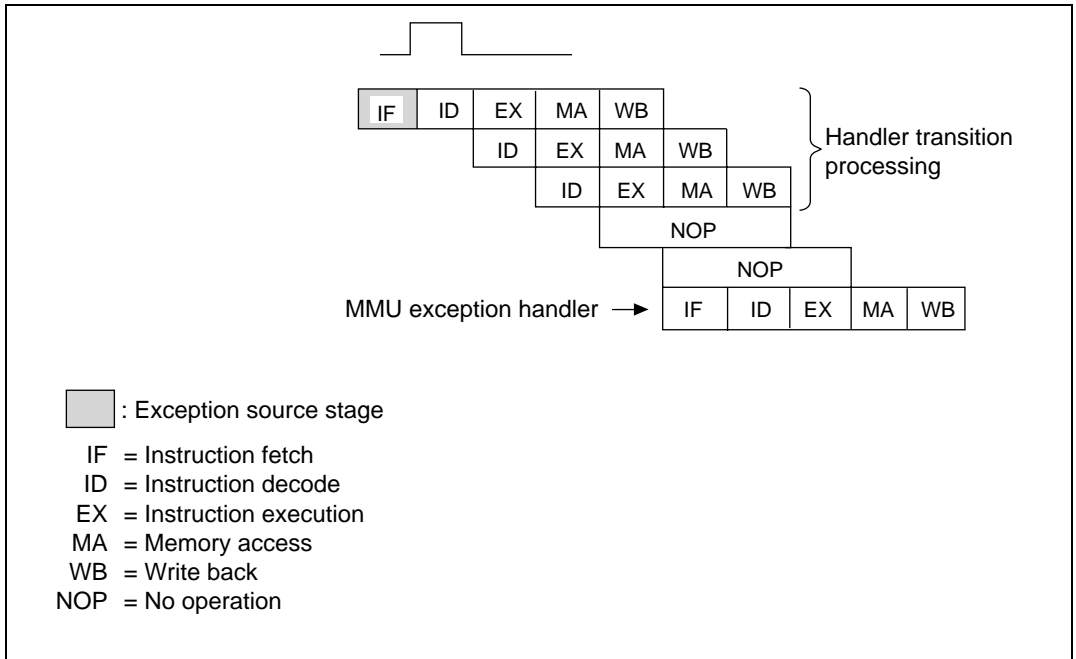 IF ID EX MA WB
ID EX MA WB
ID EX MA WB
Handler transition
processing
NOP
NOP
MMU exception handler IF ID EX MA WB
: Exception source stage
IF = Instruction fetch
ID = Instruction decode
EX = Instruction execution
MA = Memory access
WB = Write back
NOP = No operation